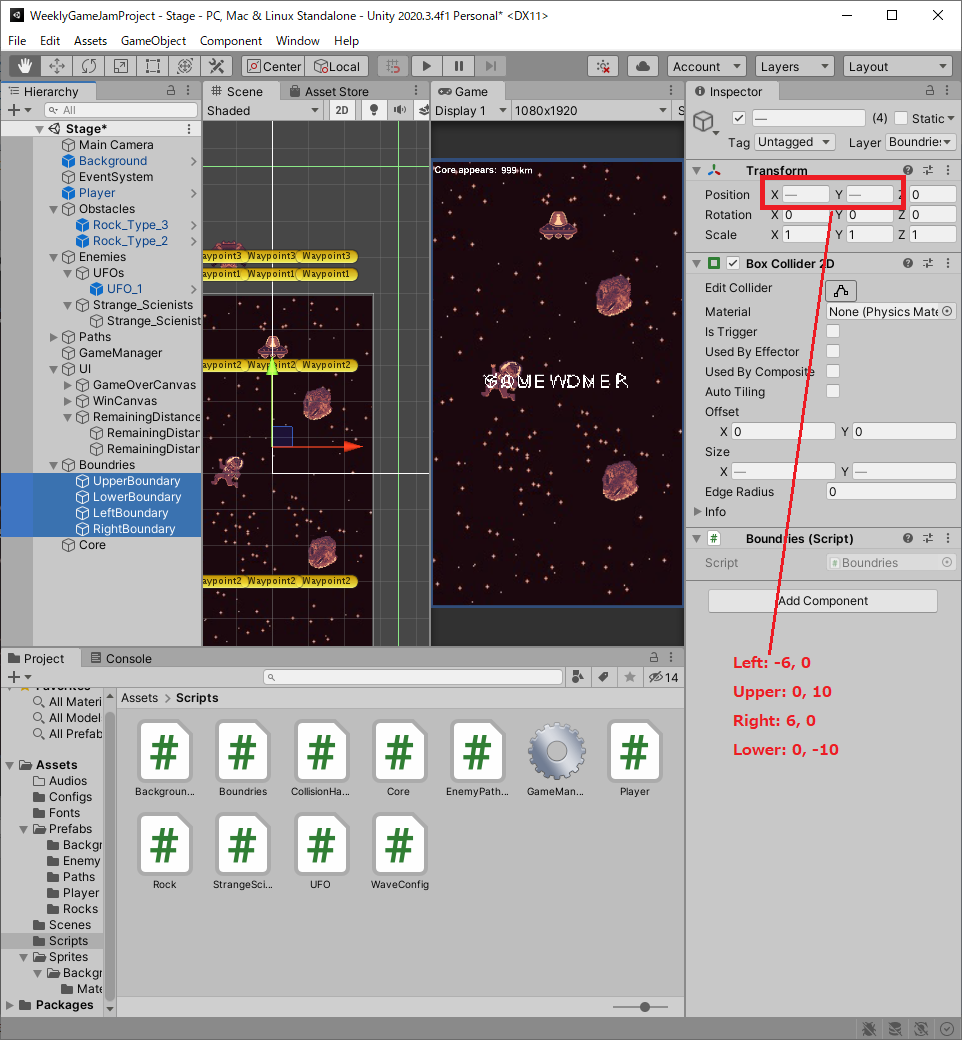 WeeklyGameJamProject - Stage - PC, Mac & Linux Standalone - Unity 2020.3.4f1 Personal* <DX11>
File Edit Assets GameObject Component Window Help
Center Local Account Layers Layout
Hierarchy
All
Stage*
Main Camera
Background
EventSystem
Player
Obstacles
Rock_Type_3
Rock_Type_2
Enemies
UFOs
UFO_1
Strange_Scienists
Strange_Scienist
Paths
GameManager
UI
GameOverCanvas
WinCanvas
RemainingDistance
RemainingDistan
RemainingDistan
Boundries
UpperBoundary
LowerBoundary
LeftBoundary
RightBoundary
Core
Scene Asset Store
Shaded 2D
aypoint3 Waypoint3 Waypoint3
aypoint1 Waypoint1 Waypoint1
aypoint2 Waypoint2 Waypoint2
aypoint2 Waypoint2 Waypoint2
Game
Display 1 1080x1920 S
Core appears: 999 km
Inspector
— (4) Static
Tag Untagged Layer Boundries
Transform
Position X — Y — Z 0
Rotation X 0 Y 0 Z 0
Scale X 1 Y 1 Z 1
Box Collider 2D
Edit Collider
Material None (Physics Mate
Is Trigger
Used By Effector
Used By Composite
Auto Tiling
Offset
X 0 Y 0
Size
X — Y —
Edge Radius 0
Info
# Boundries (Script)
Script # Boundries
Add Component
Left: -6, 0
Upper: 0, 10
Right: 6, 0
Lower: 0, -10
Project Console
14
Favorites
All Materi
All Model
All Prefab
Assets
Audios
Configs
Fonts
Prefabs
Backgr
Enemy
Paths
Player
Rocks
Scenes
Scripts
Sprites
Backgr
Mate
Packages
Assets > Scripts
# # # # # #
Backgroun... Boundries CollisionHa... Core EnemyPath... GameMan... Player
# # # #
Rock StrangeSci... UFO WaveConfig